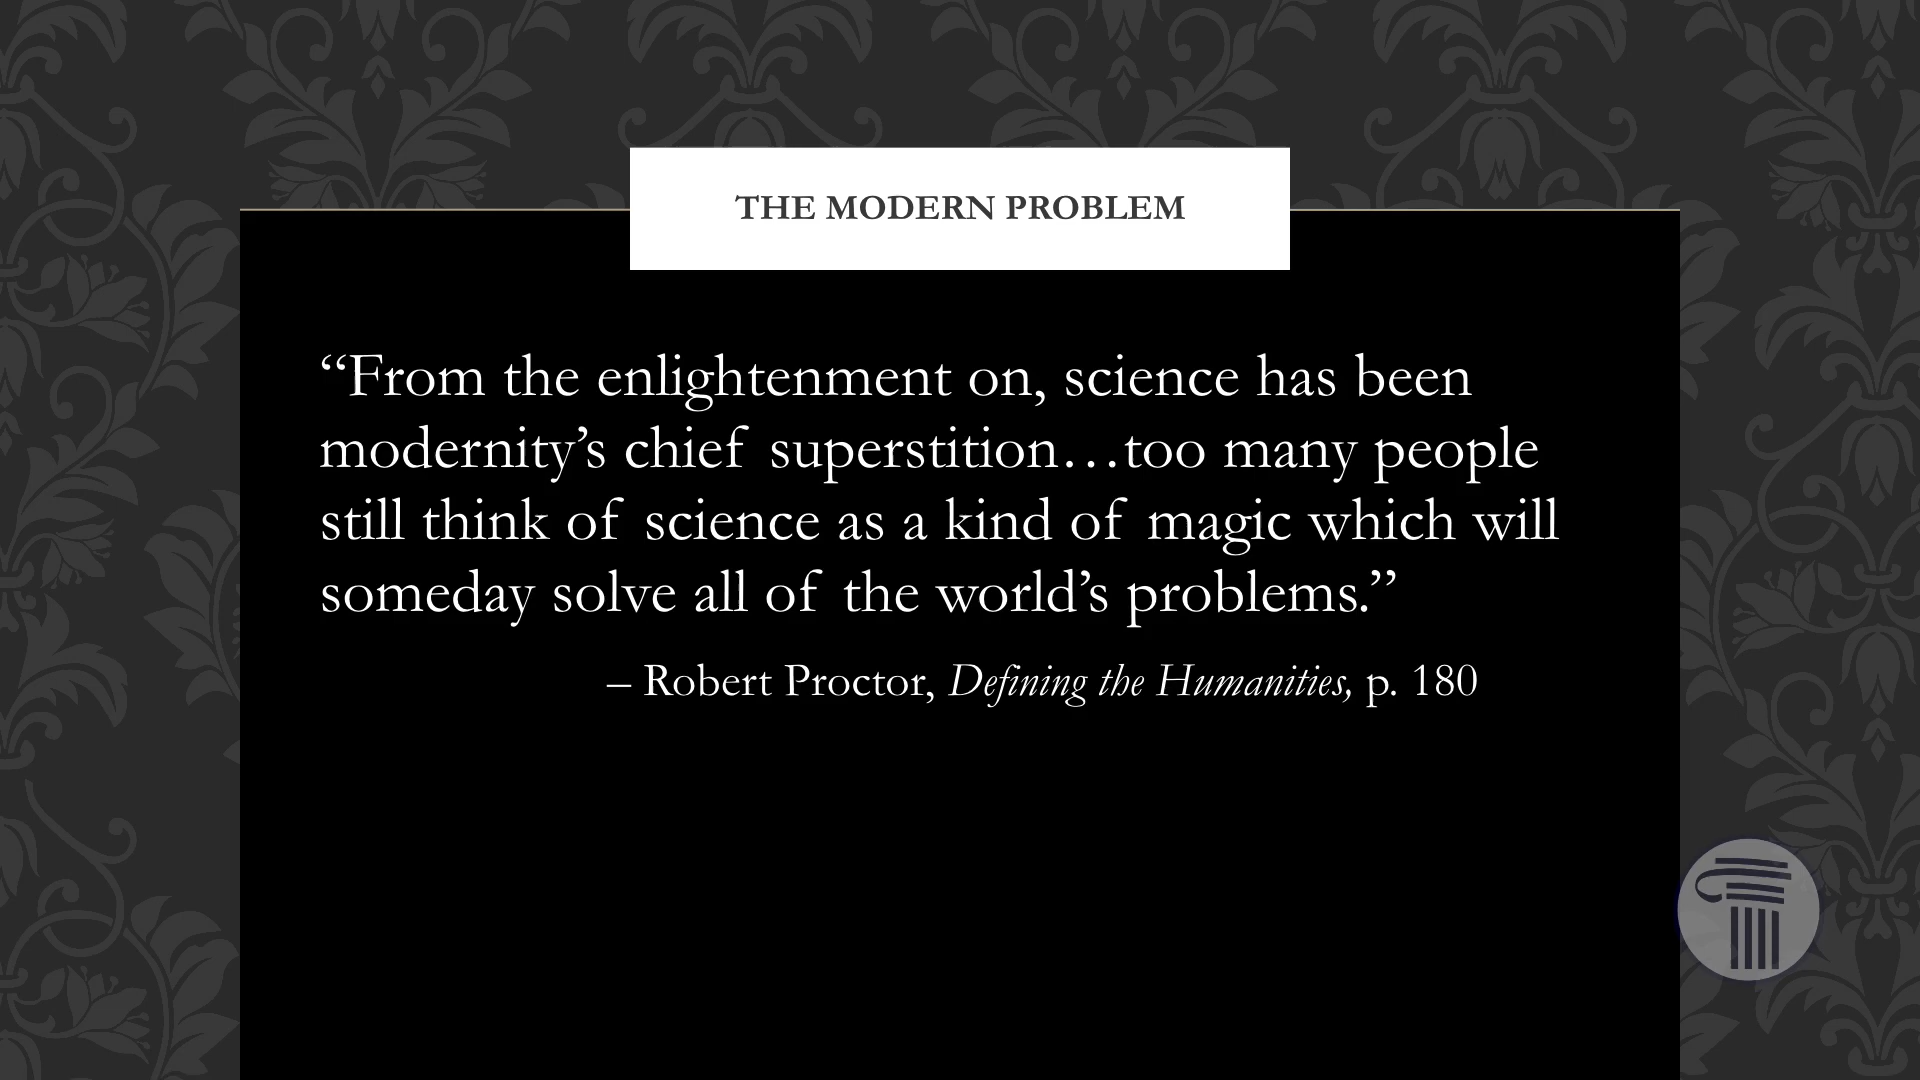 THE MODERN PROBLEM
“From the enlightenment on, science has been
modernity’s chief superstition…too many people
still think of science as a kind of magic which will
someday solve all of the world’s problems.”
– Robert Proctor, Defining the Humanities, p. 180